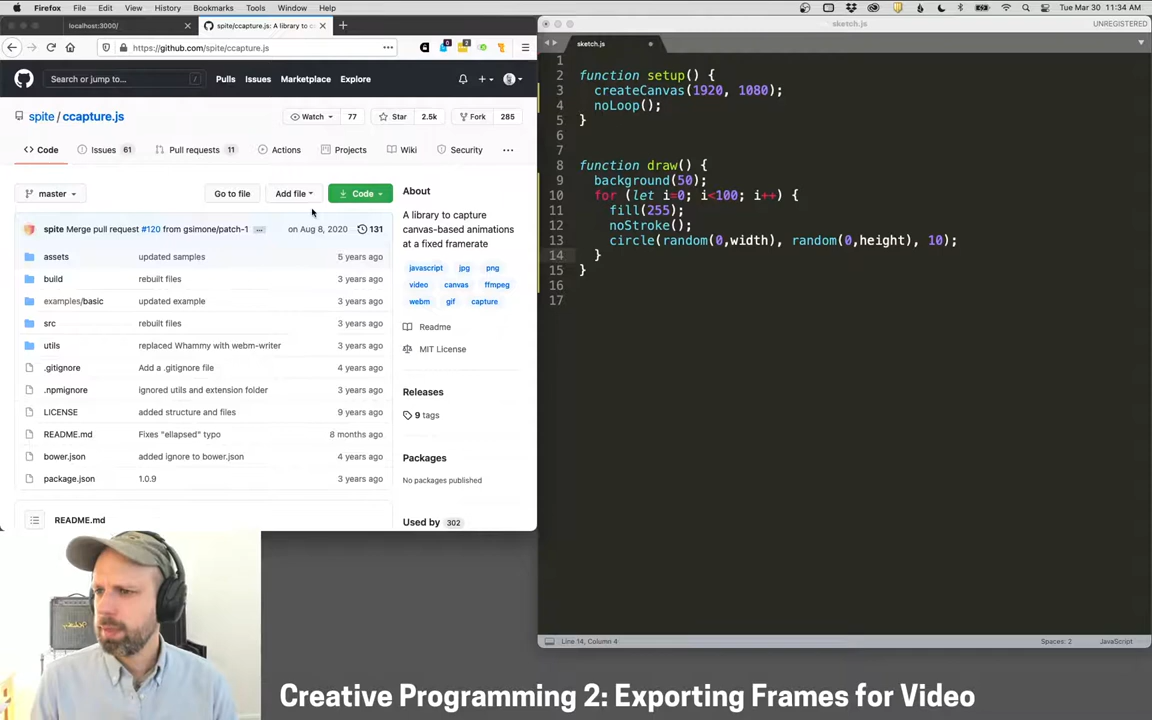 Firefox File Edit View History Bookmarks Tools Window Help
Tue Mar 30 11:34 AM
localhost:3000/
spite/ccapture.js: A library to c
https://github.com/spite/ccapture.js
Search or jump to... /
Pulls Issues Marketplace Explore
spite / ccapture.js
Watch 77 Star 2.5k Fork 285
Code Issues 61 Pull requests 11 Actions Projects Wiki Security
master Go to file Add file Code
spite Merge pull request #120 from gsimone/patch-1 ... on Aug 8, 2020 131
assets updated samples 5 years ago
build rebuilt files 3 years ago
examples/basic updated example 3 years ago
src rebuilt files 3 years ago
utils replaced Whammy with webm-writer 3 years ago
.gitignore Add a .gitignore file 4 years ago
.npmignore ignored utils and extension folder 3 years ago
LICENSE added structure and files 9 years ago
README.md Fixes "ellapsed" typo 8 months ago
bower.json added ignore to bower.json 4 years ago
package.json 1.0.9 3 years ago
README.md
About
A library to capture
canvas-based animations
at a fixed framerate
javascript jpg png
video canvas ffmpeg
webm gif capture
Readme
MIT License
Releases
9 tags
Packages
No packages published
Used by 302
sketch.js
UNREGISTERED
sketch.js
1
2 function setup() {
3 createCanvas(1920, 1080);
4 noLoop();
5 }
6
7
8 function draw() {
9 background(50);
10 for (let i=0; i<100; i++) {
11 fill(255);
12 noStroke();
13 circle(random(0,width), random(0,height), 10);
14 }
15 }
16
17
Line 14, Column 4
Spaces: 2 JavaScript
Creative Programming 2: Exporting Frames for Video